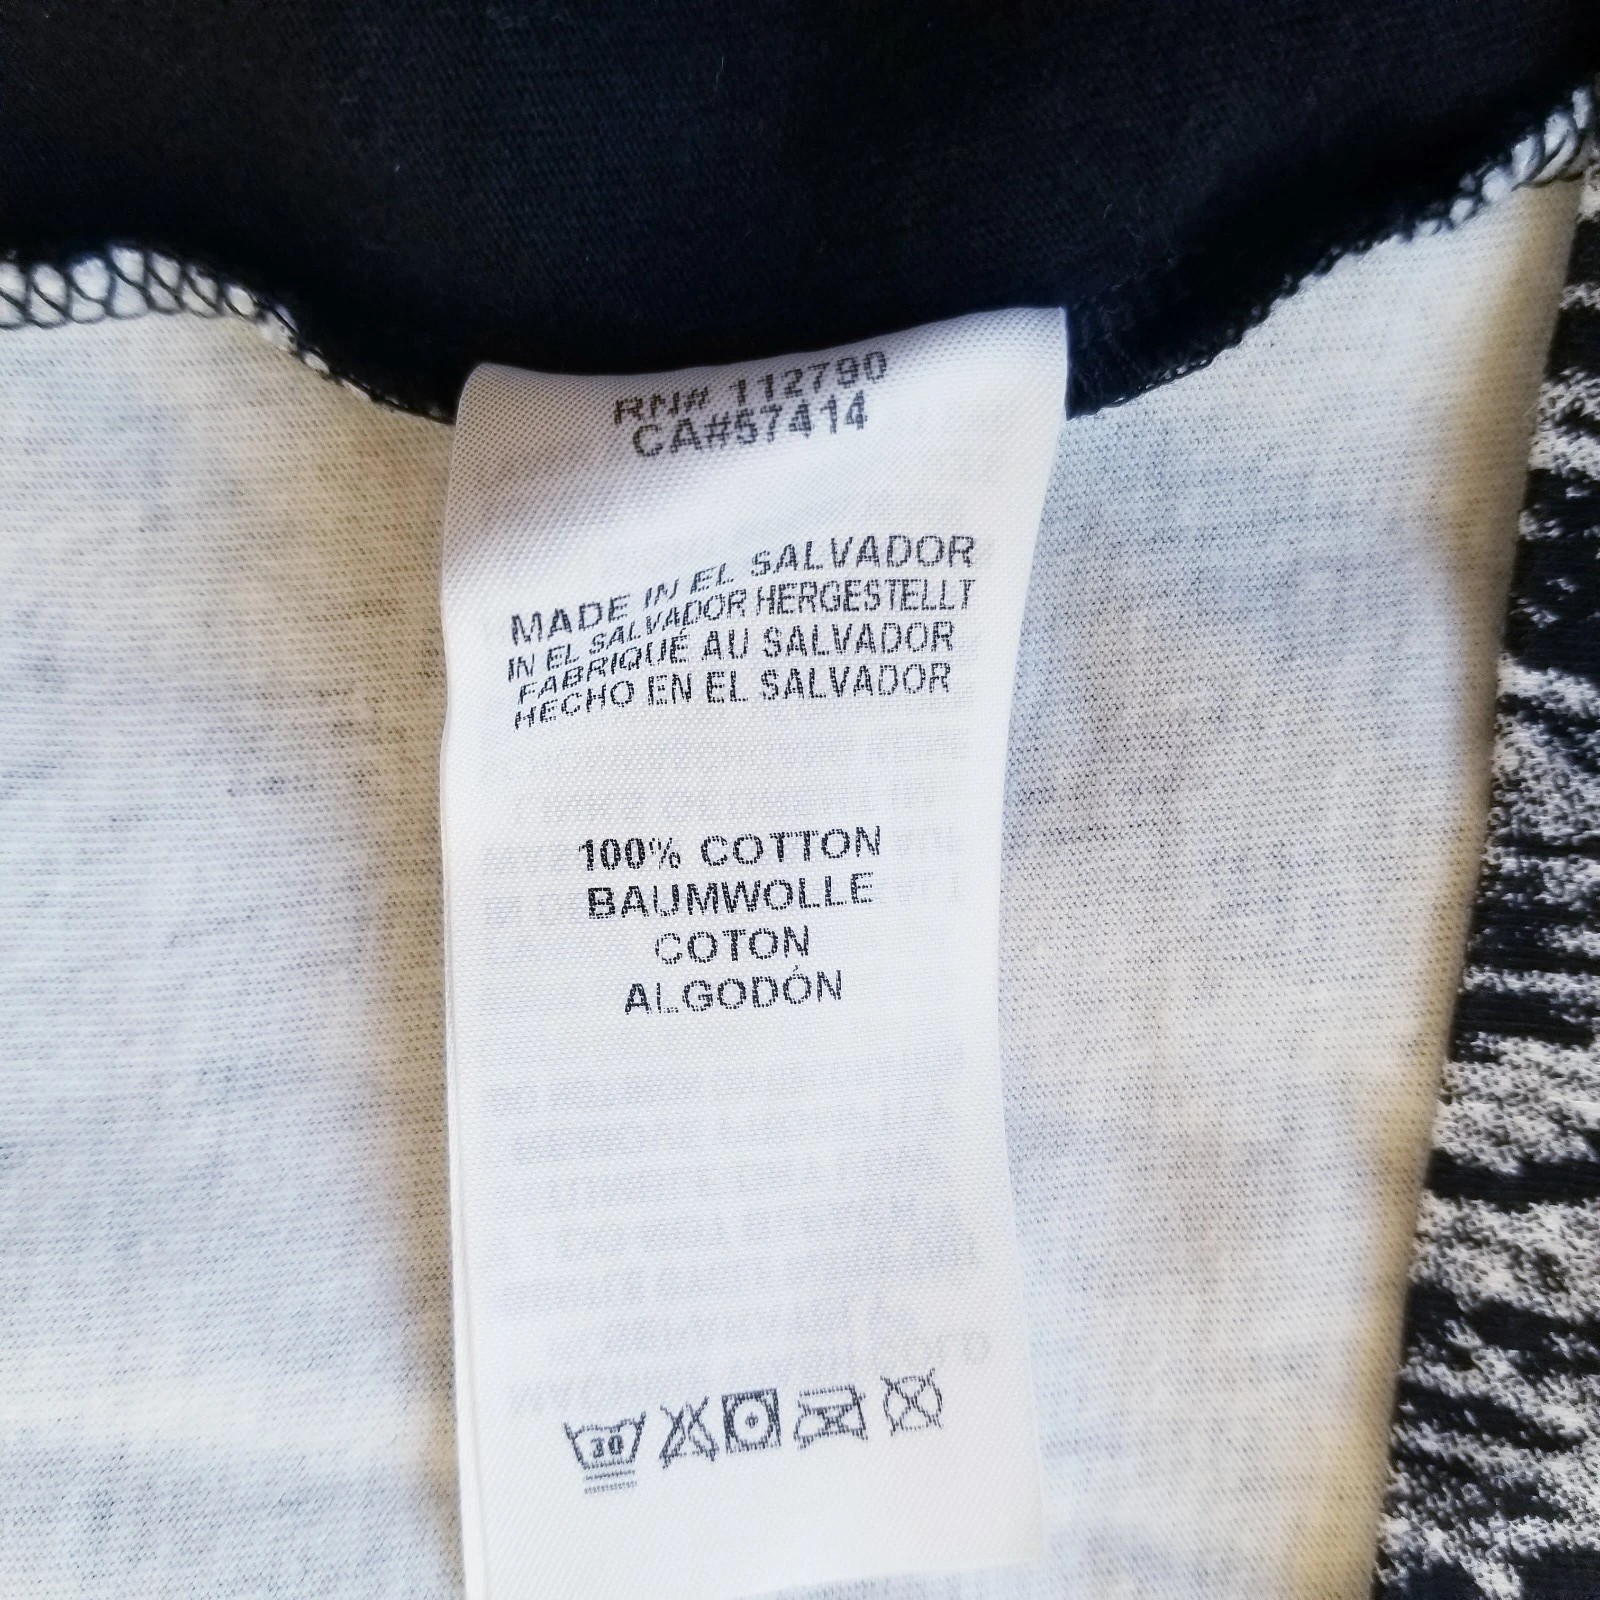 RN# 112790
CA#57414
MADE IN EL SALVADOR
IN EL SALVADOR HERGESTELLT
FABRIQUÉ AU SALVADOR
HECHO EN EL SALVADOR
100% COTTON
BAUMWOLLE
COTON
ALGODÓN
30